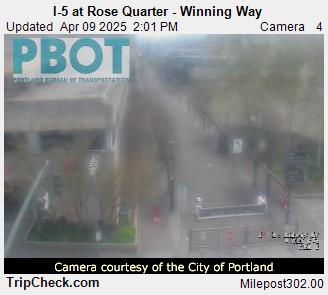 I-5 at Rose Quarter - Winning Way
Updated Apr 09 2025 2:01 PM Camera 4
PBOT
PORTLAND BUREAU OF TRANSPORTATION
Camera courtesy of the City of Portland
TripCheck.com Milepost302.00